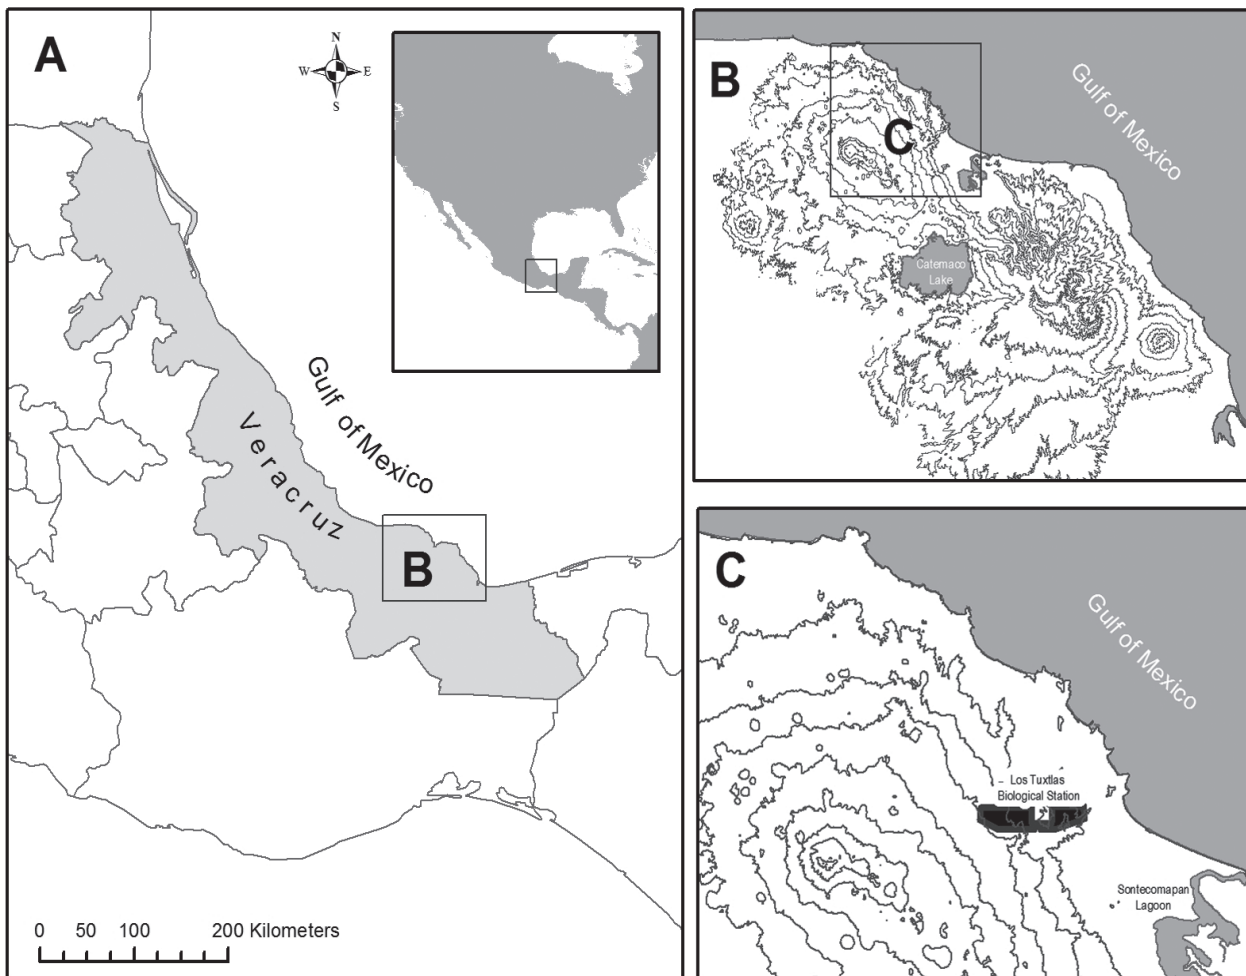 A
N
W E
S
Gulf of Mexico
Veracruz
B
0 50 100 200 Kilometers
B
Gulf of Mexico
C
Catemaco
Lake
C
Gulf of Mexico
Los Tuxtlas
Biological Station
Sontecomapan
Lagoon